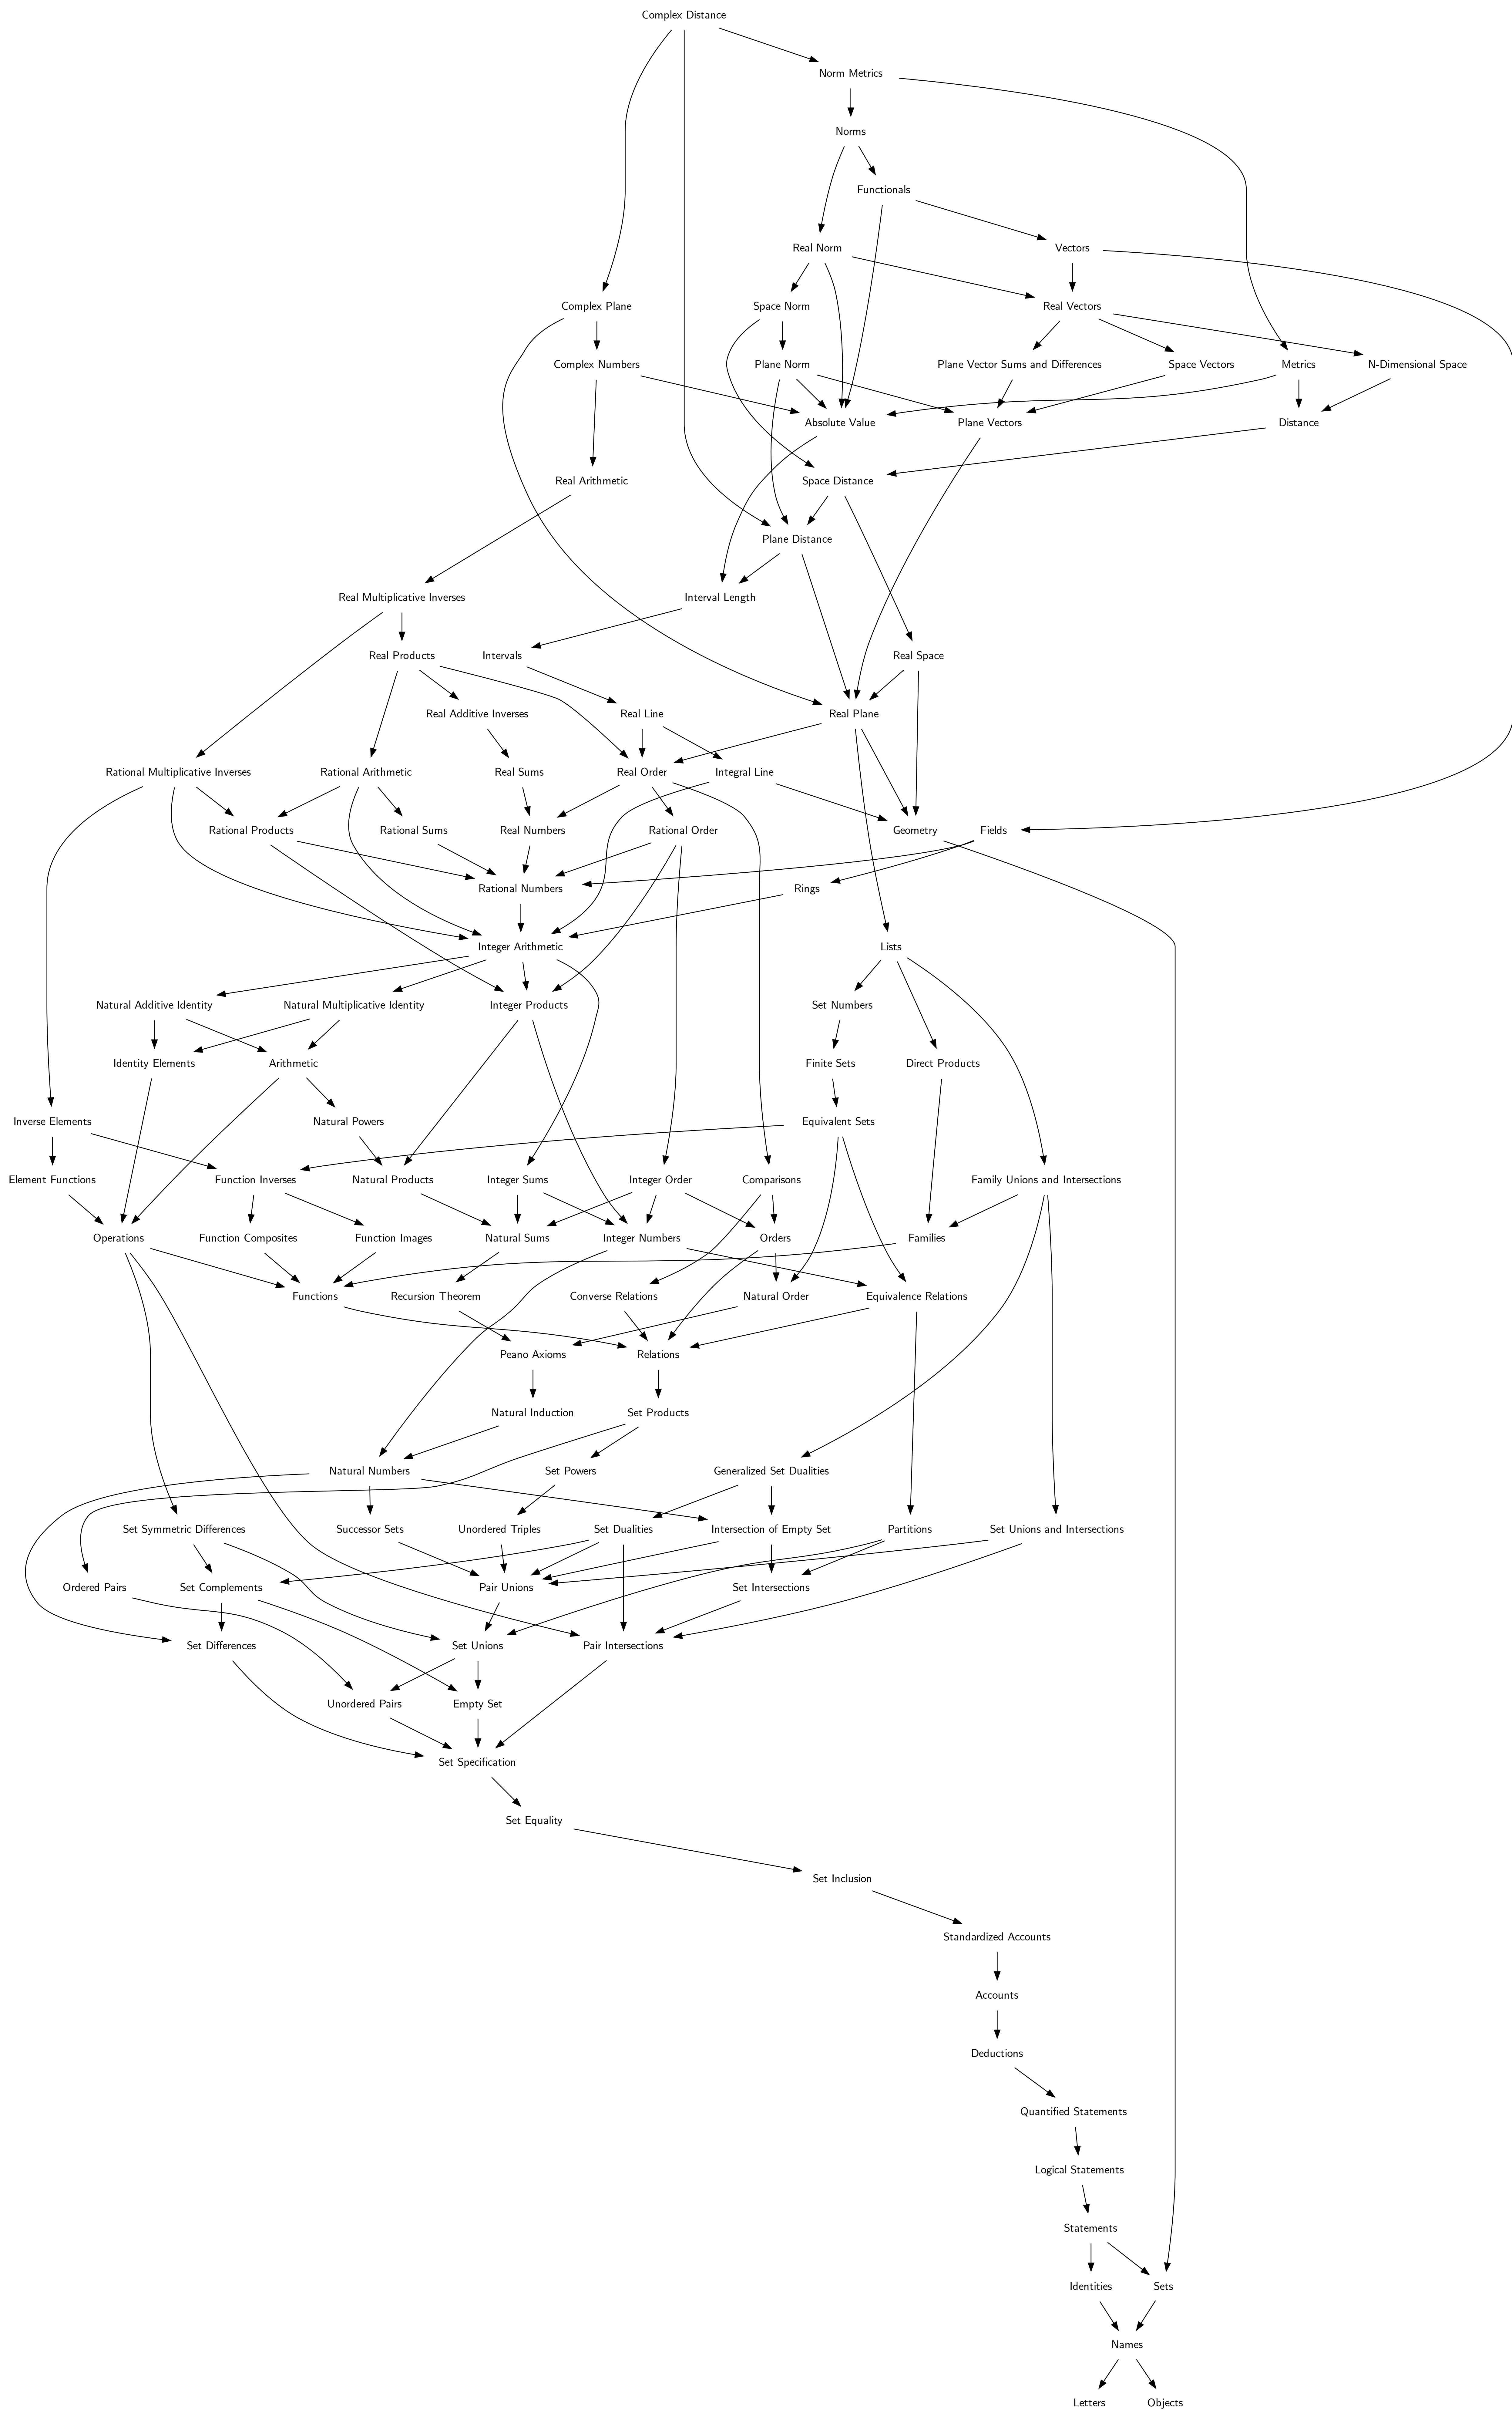 Complex Distance
Norm Metrics
Norms
Functionals
Real Norm
Vectors
Complex Plane
Space Norm
Real Vectors
Complex Numbers
Plane Norm
Plane Vector Sums and Differences
Space Vectors
Metrics
N-Dimensional Space
Absolute Value
Plane Vectors
Distance
Real Arithmetic
Space Distance
Plane Distance
Real Multiplicative Inverses
Interval Length
Real Products
Intervals
Real Space
Real Additive Inverses
Real Line
Real Plane
Rational Multiplicative Inverses
Rational Arithmetic
Real Sums
Real Order
Integral Line
Rational Products
Rational Sums
Real Numbers
Rational Order
Geometry
Fields
Rational Numbers
Rings
Integer Arithmetic
Lists
Natural Additive Identity
Natural Multiplicative Identity
Integer Products
Set Numbers
Identity Elements
Arithmetic
Finite Sets
Direct Products
Inverse Elements
Natural Powers
Equivalent Sets
Element Functions
Function Inverses
Natural Products
Integer Sums
Integer Order
Comparisons
Family Unions and Intersections
Operations
Function Composites
Function Images
Natural Sums
Integer Numbers
Orders
Families
Functions
Recursion Theorem
Converse Relations
Natural Order
Equivalence Relations
Peano Axioms
Relations
Natural Induction
Set Products
Natural Numbers
Set Powers
Generalized Set Dualities
Set Symmetric Differences
Successor Sets
Unordered Triples
Set Dualities
Intersection of Empty Set
Partitions
Set Unions and Intersections
Ordered Pairs
Set Complements
Pair Unions
Set Intersections
Set Differences
Set Unions
Pair Intersections
Unordered Pairs
Empty Set
Set Specification
Set Equality
Set Inclusion
Standardized Accounts
Accounts
Deductions
Quantified Statements
Logical Statements
Statements
Identities
Sets
Names
Letters
Objects